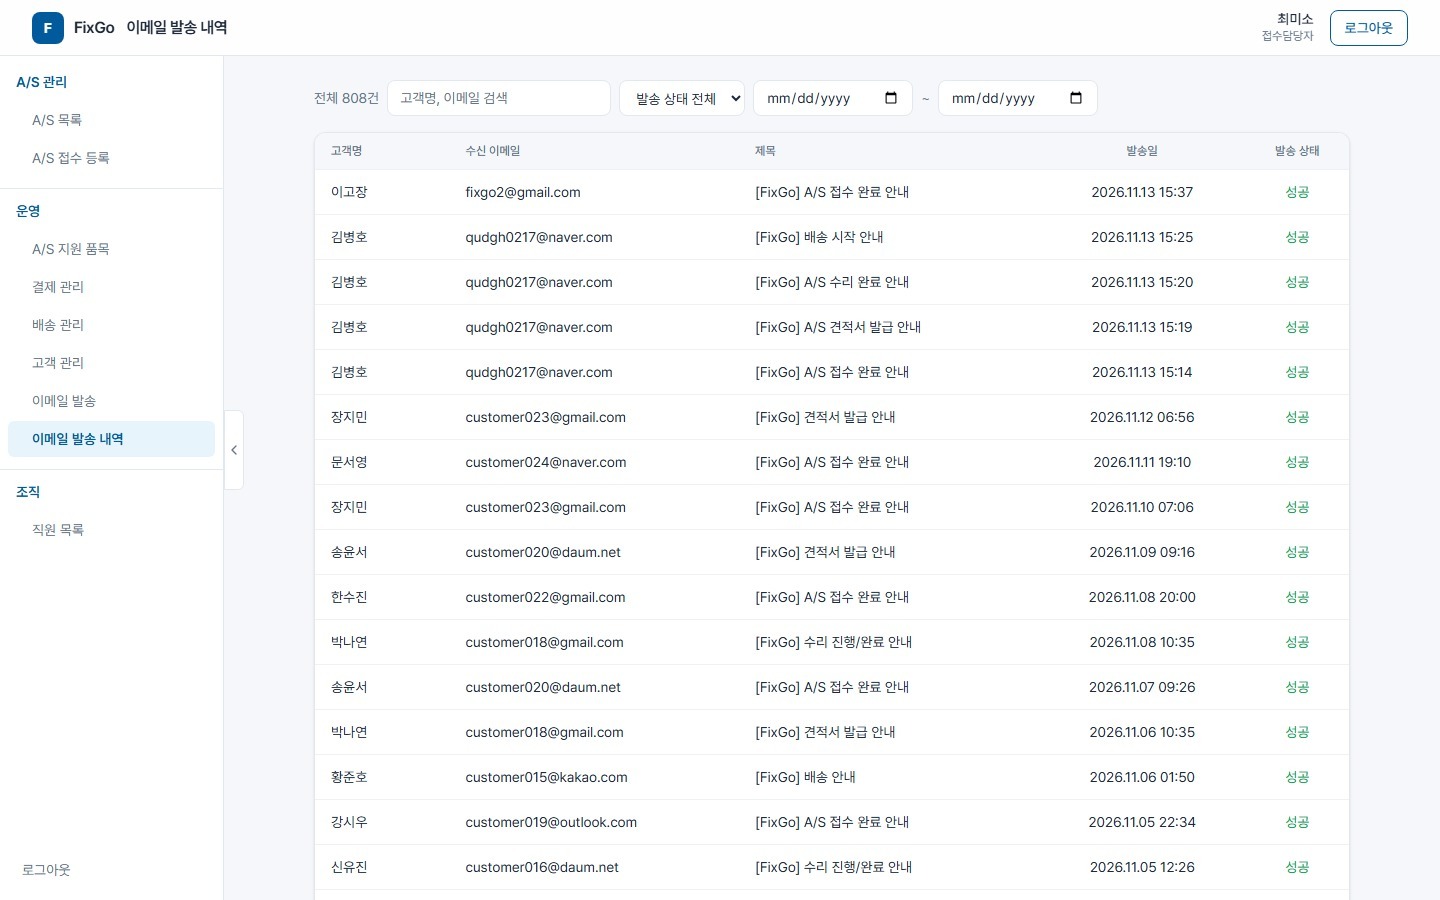 F FixGo 이메일 발송 내역
최미소
접수담당자
로그아웃
A/S 관리
A/S 목록
A/S 접수 등록
운영
A/S 지원 품목
결제 관리
배송 관리
고객 관리
이메일 발송
이메일 발송 내역
조직
직원 목록
로그아웃
전체 808건 고객명, 이메일 검색 발송 상태 전체 mm/dd/yyyy ~ mm/dd/yyyy
고객명 수신 이메일 제목 발송일 발송 상태
이고장 fixgo2@gmail.com [FixGo] A/S 접수 완료 안내 2026.11.13 15:37 성공
김병호 qudgh0217@naver.com [FixGo] 배송 시작 안내 2026.11.13 15:25 성공
김병호 qudgh0217@naver.com [FixGo] A/S 수리 완료 안내 2026.11.13 15:20 성공
김병호 qudgh0217@naver.com [FixGo] A/S 견적서 발급 안내 2026.11.13 15:19 성공
김병호 qudgh0217@naver.com [FixGo] A/S 접수 완료 안내 2026.11.13 15:14 성공
장지민 customer023@gmail.com [FixGo] 견적서 발급 안내 2026.11.12 06:56 성공
문서영 customer024@naver.com [FixGo] A/S 접수 완료 안내 2026.11.11 19:10 성공
장지민 customer023@gmail.com [FixGo] A/S 접수 완료 안내 2026.11.10 07:06 성공
송윤서 customer020@daum.net [FixGo] 견적서 발급 안내 2026.11.09 09:16 성공
한수진 customer022@gmail.com [FixGo] A/S 접수 완료 안내 2026.11.08 20:00 성공
박나연 customer018@gmail.com [FixGo] 수리 진행/완료 안내 2026.11.08 10:35 성공
송윤서 customer020@daum.net [FixGo] A/S 접수 완료 안내 2026.11.07 09:26 성공
박나연 customer018@gmail.com [FixGo] 견적서 발급 안내 2026.11.06 10:35 성공
황준호 customer015@kakao.com [FixGo] 배송 안내 2026.11.06 01:50 성공
강시우 customer019@outlook.com [FixGo] A/S 접수 완료 안내 2026.11.05 22:34 성공
신유진 customer016@daum.net [FixGo] 수리 진행/완료 안내 2026.11.05 12:26 성공